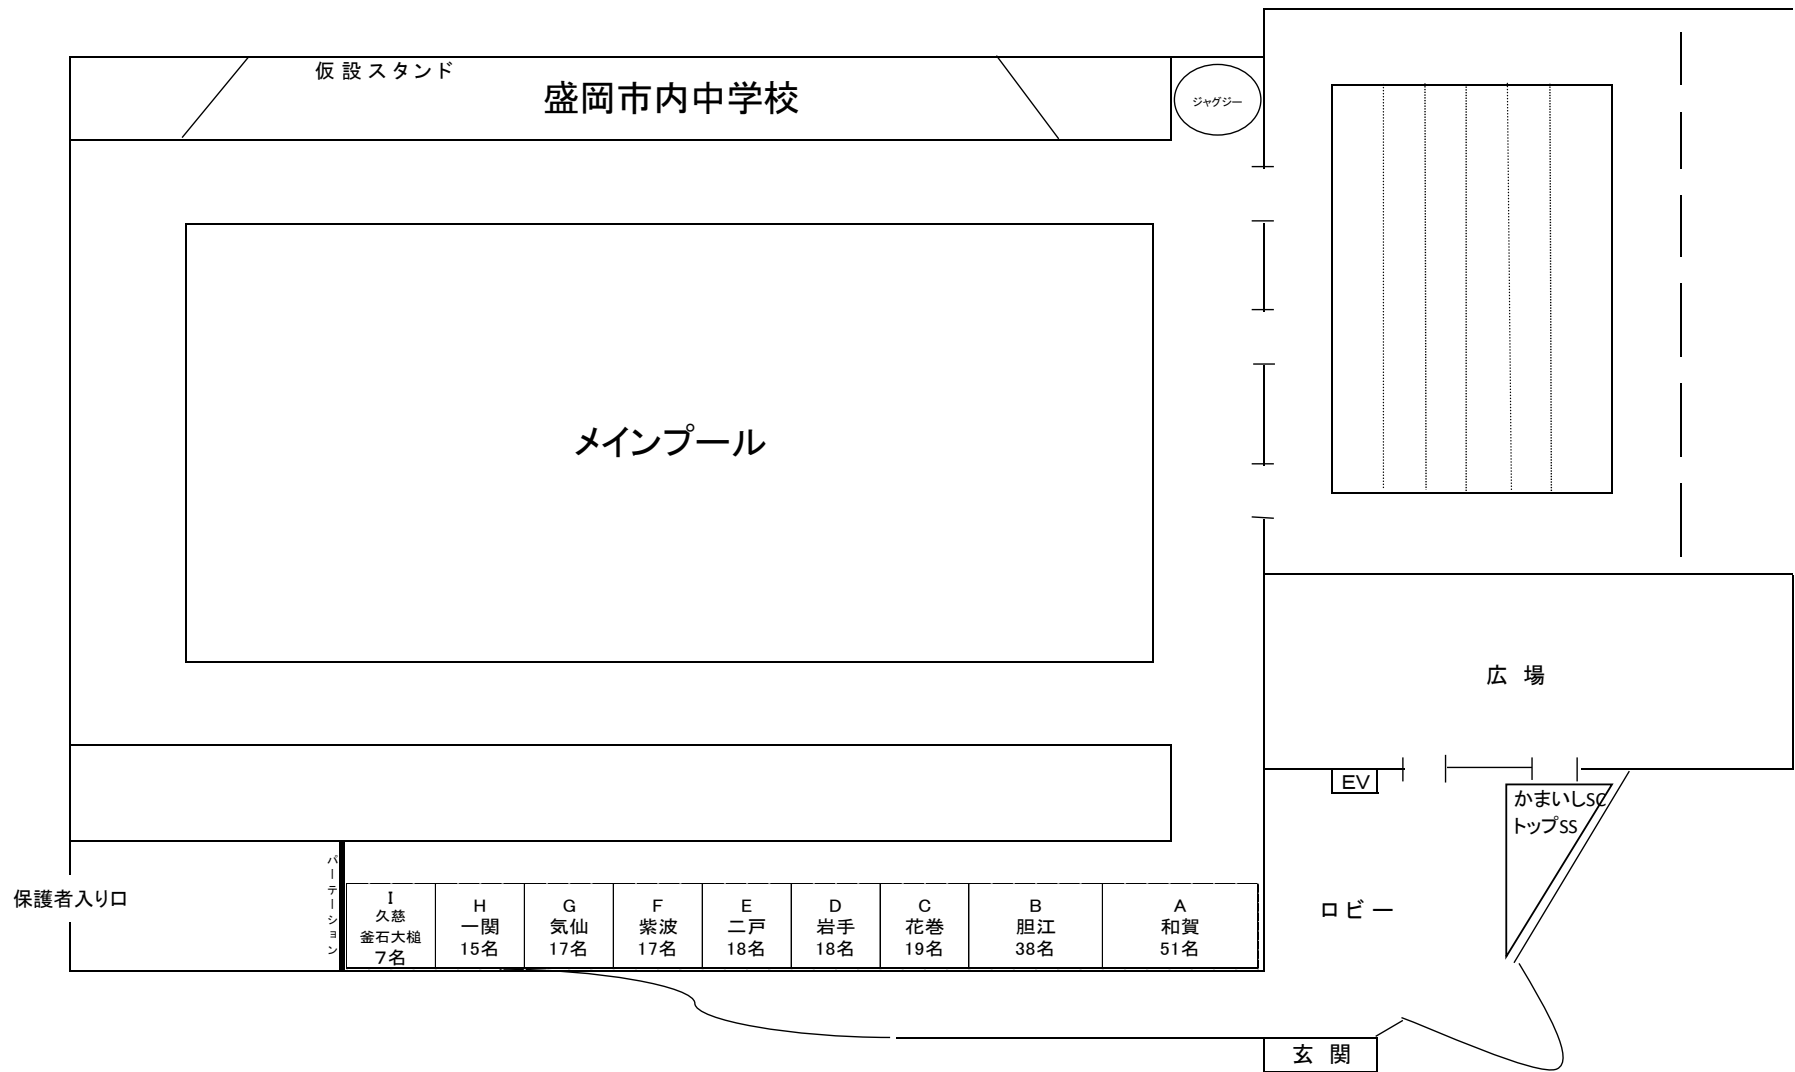 仮設スタンド
盛岡市内中学校
ジャグジー
メインプール
広 場
EV
かまいしSC
トップSS
保護者入り口
パーテーション
I
久慈
釜石大槌
7名
H
一関
15名
G
気仙
17名
F
紫波
17名
E
二戸
18名
D
岩手
18名
C
花巻
19名
B
胆江
38名
A
和賀
51名
ロビー
玄 関